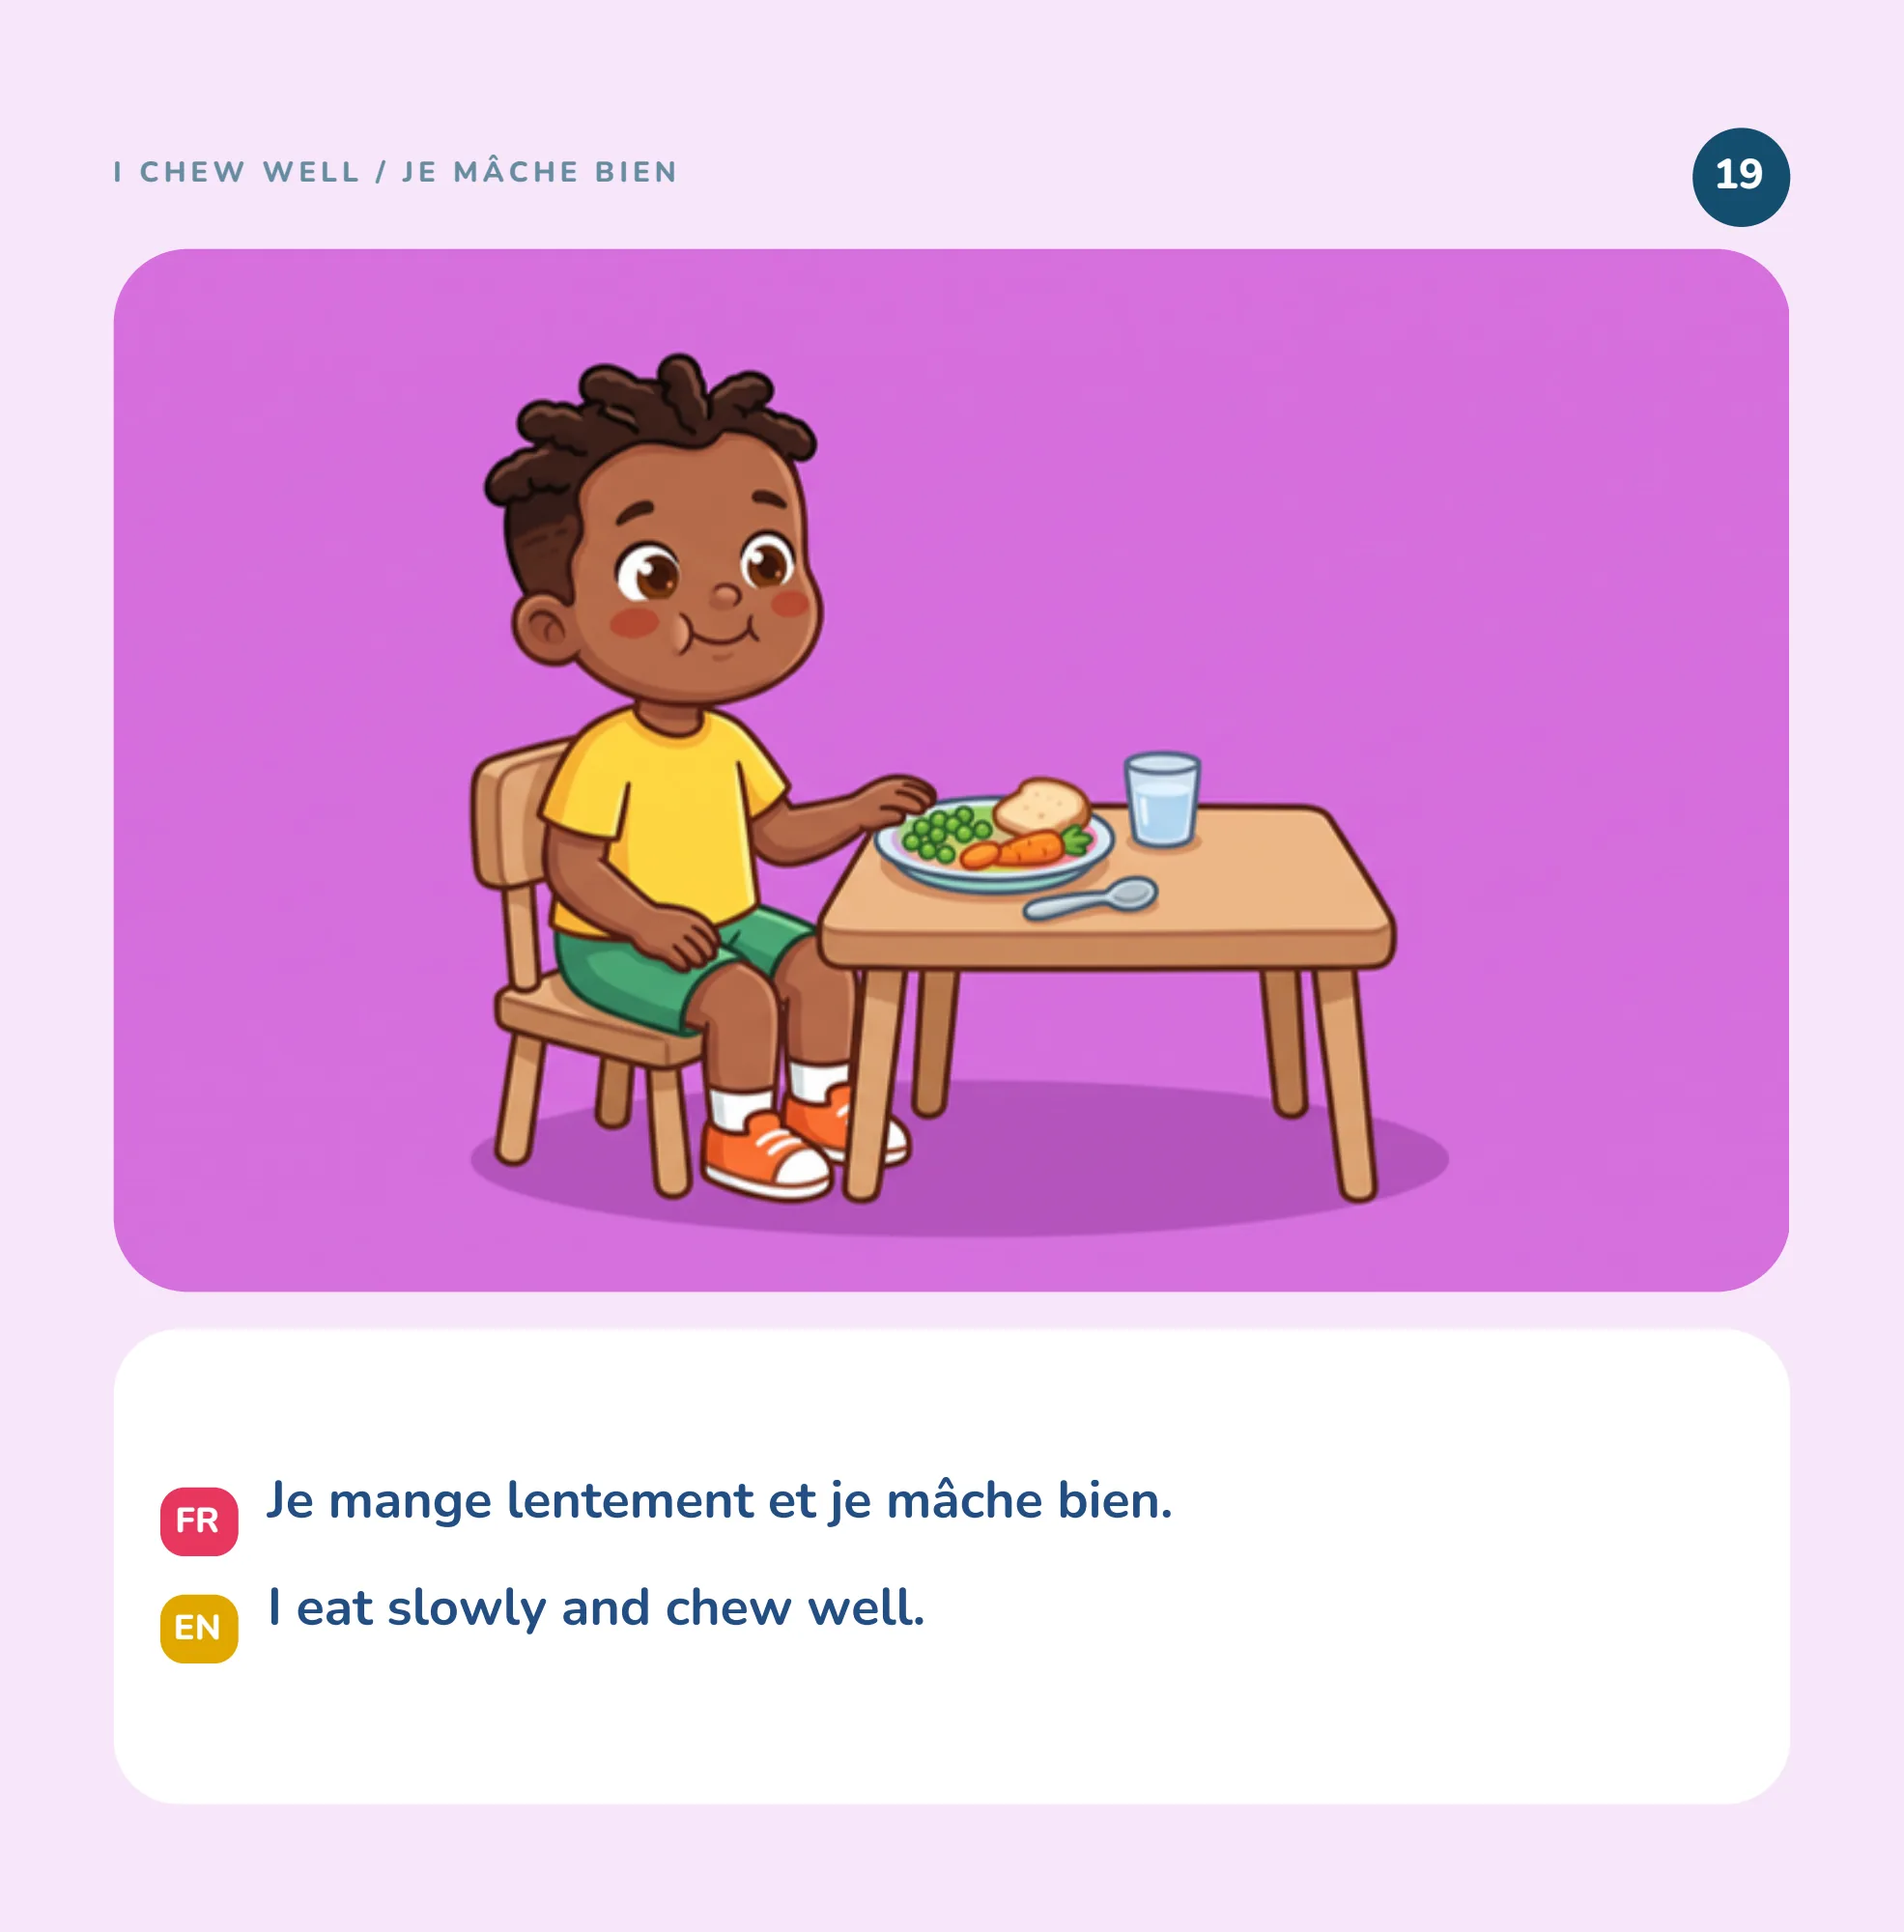 I CHEW WELL / JE MÂCHE BIEN
19
FR Je mange lentement et je mâche bien.
EN I eat slowly and chew well.